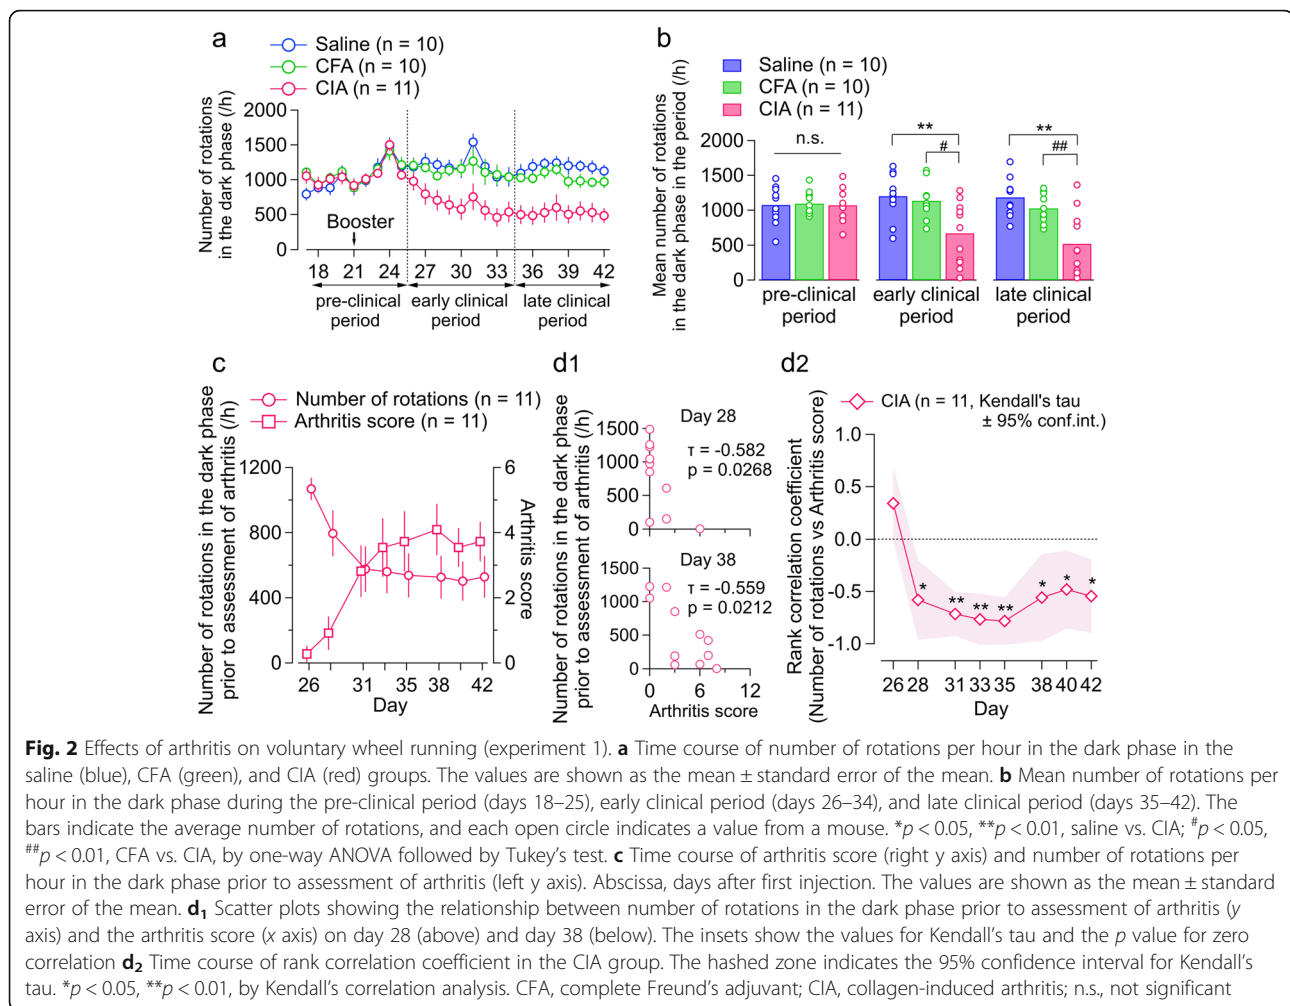 a
Saline (n = 10)
CFA (n = 10)
CIA (n = 11)
Number of rotations
in the dark phase (/h)
2000
1500
1000
500
0
Booster
18 21 24 27 30 33 36 39 42
pre-clinical
period
early clinical
period
late clinical
period
b
Saline (n = 10)
CFA (n = 10)
CIA (n = 11)
Mean number of rotations
in the dark phase in the period (/h)
2000
1500
1000
500
0
n.s.
**
#
**
##
pre-clinical
period
early clinical
period
late clinical
period
c
Number of rotations (n = 11)
Arthritis score (n = 11)
Number of rotations in the dark phase
prior to assessment of arthritis (/h)
1200
800
400
0
6
4
2
0
Arthritis score
26 28 31 35 38 42
Day
d1
Number of rotations in the dark phase
prior to assessment of arthritis (/h)
Day 28
τ = -0.582
p = 0.0268
1500
1000
500
0
Day 38
τ = -0.559
p = 0.0212
1500
1000
500
0
0 6 12
Arthritis score
d2
CIA (n = 11, Kendall's tau
± 95% conf.int.)
Rank correlation coefficient
(Number of rotations vs Arthritis score)
1.0
0.5
0.0
-0.5
-1.0
* ** ** ** * * *
26 28 31 33 35 38 40 42
Day
Fig. 2 Effects of arthritis on voluntary wheel running (experiment 1). a Time course of number of rotations per hour in the dark phase in the
saline (blue), CFA (green), and CIA (red) groups. The values are shown as the mean ± standard error of the mean. b Mean number of rotations per
hour in the dark phase during the pre-clinical period (days 18–25), early clinical period (days 26–34), and late clinical period (days 35–42). The
bars indicate the average number of rotations, and each open circle indicates a value from a mouse. *p < 0.05, **p < 0.01, saline vs. CIA; #p < 0.05,
##p < 0.01, CFA vs. CIA, by one-way ANOVA followed by Tukey's test. c Time course of arthritis score (right y axis) and number of rotations per
hour in the dark phase prior to assessment of arthritis (left y axis). Abscissa, days after first injection. The values are shown as the mean ± standard
error of the mean. d1 Scatter plots showing the relationship between number of rotations in the dark phase prior to assessment of arthritis (y
axis) and the arthritis score (x axis) on day 28 (above) and day 38 (below). The insets show the values for Kendall's tau and the p value for zero
correlation d2 Time course of rank correlation coefficient in the CIA group. The hashed zone indicates the 95% confidence interval for Kendall's
tau. *p < 0.05, **p < 0.01, by Kendall's correlation analysis. CFA, complete Freund's adjuvant; CIA, collagen-induced arthritis; n.s., not significant